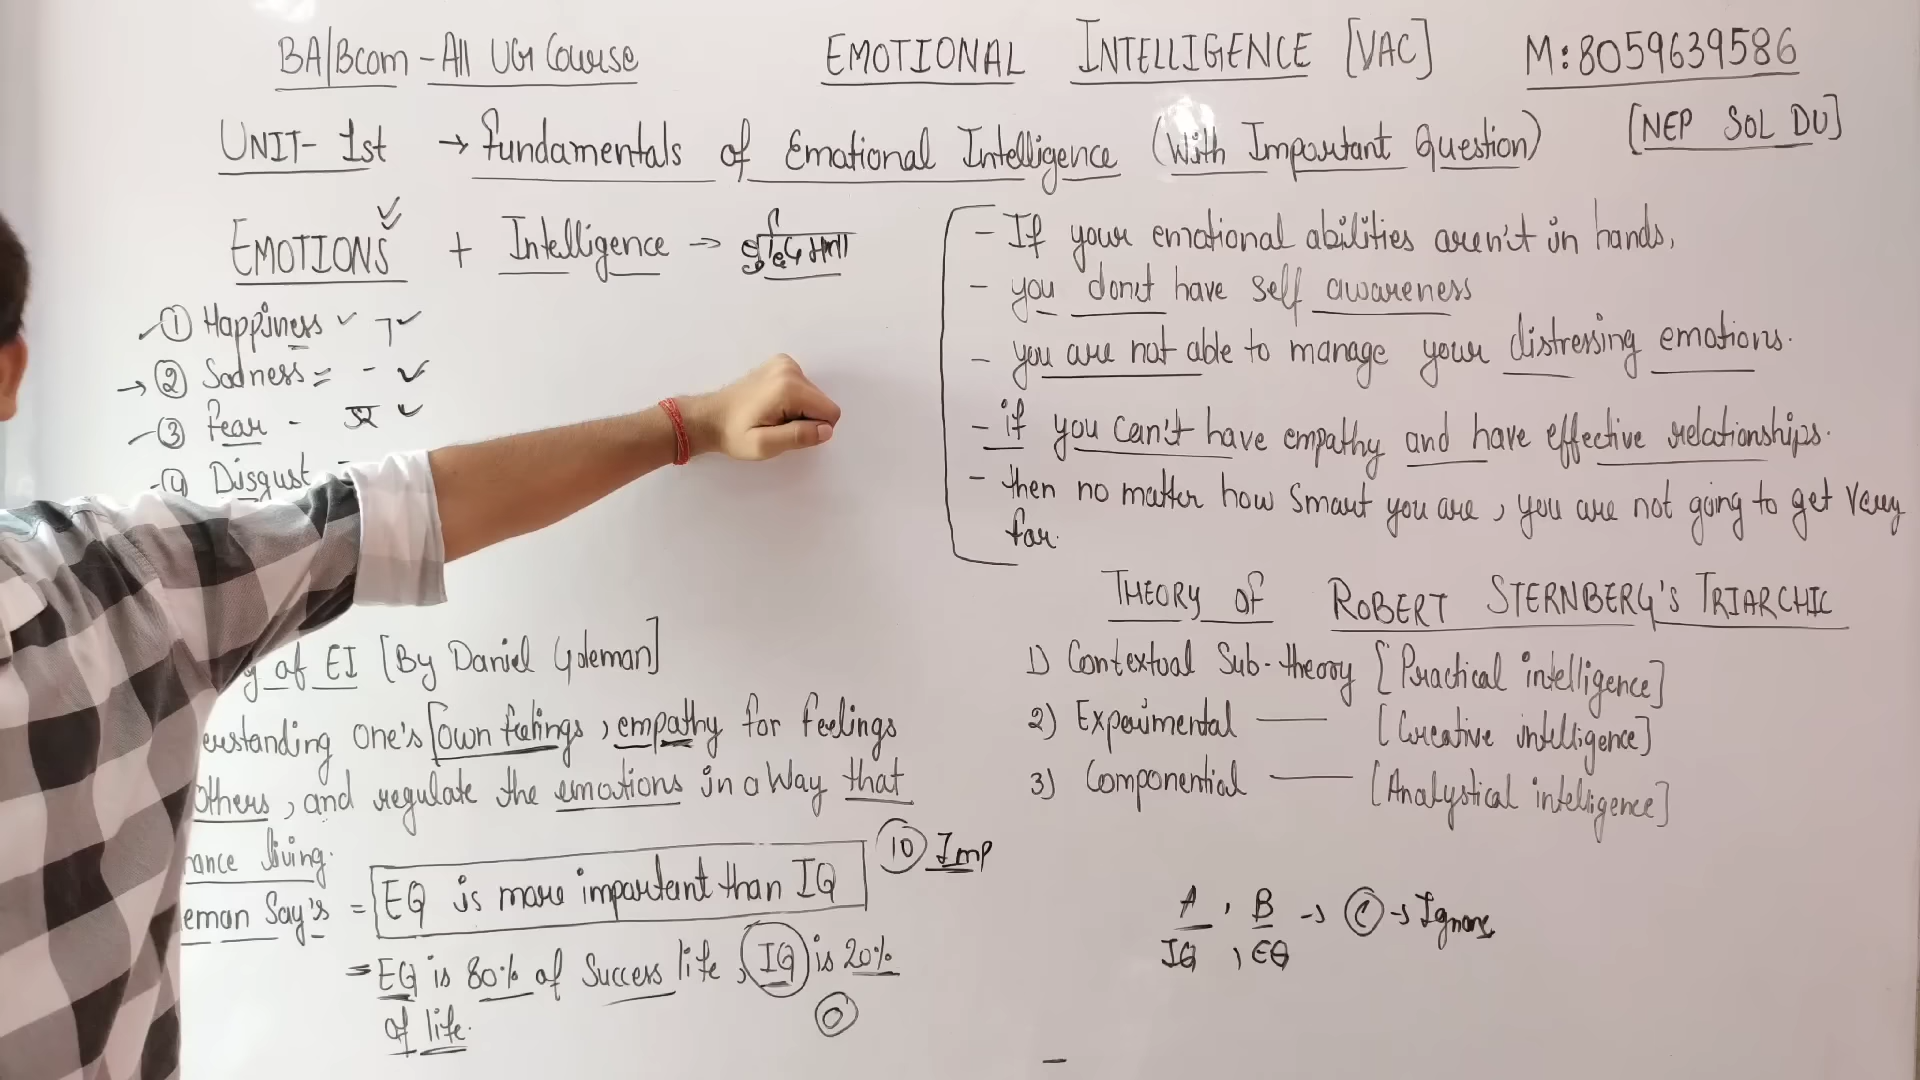 BA/Bcom - All UG Course
EMOTIONAL INTELLIGENCE [VAC]
M: 8059639586
[NEP SOL DU]
UNIT- 1st → Fundamentals of Emotional Intelligence (With Important Question)
EMOTIONS + Intelligence →
① Happiness
→ ② Sadness
③ Fear -
④ Disgust
of EI [By Daniel Goleman]
one's own feelings, empathy for feelings
others, and regulate the emotions in a way that
living.
Say's = EQ is more important than IQ
⑩ Imp
= EQ is 80% of success life, IQ is 20%
of life.
0
- If your emotional abilities aren't in hands,
- you don't have self awareness
- you are not able to manage your distressing emotions.
- if you can't have empathy and have effective relationships.
- then no matter how smart you are, you are not going to get very
far.
THEORY OF ROBERT STERNBERG'S TRIARCHIC
1) Contextual Sub-theory [Practical intelligence]
2) Experimental — [Creative intelligence]
3) Componential — [Analystical intelligence]
A, B → C → Ignore
IQ, EQ